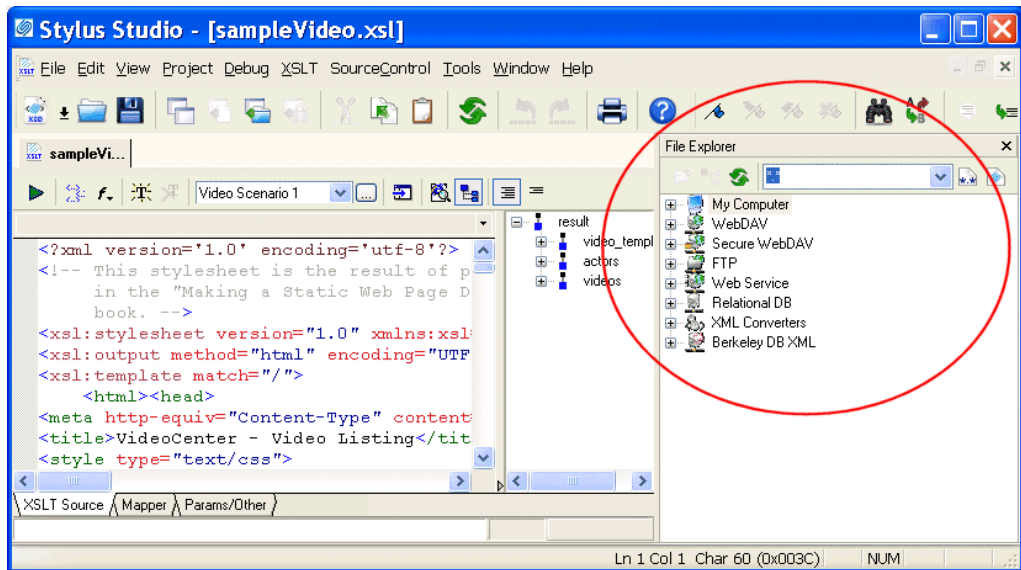 Stylus Studio - [sampleVideo.xsl]
File Edit View Project Debug XSLT SourceControl Tools Window Help
sampleVi...
File Explorer
Video Scenario 1
*.*
result
video_templ
actors
videos
<?xml version='1.0' encoding='utf-8'?>
<!-- This stylesheet is the result of p
in the "Making a Static Web Page D
book. -->
<xsl:stylesheet version="1.0" xmlns:xsl
<xsl:output method="html" encoding="UTF
<xsl:template match="/">
<html><head>
<meta http-equiv="Content-Type" content
<title>VideoCenter - Video Listing</tit
<style type="text/css">
My Computer
WebDAV
Secure WebDAV
FTP
Web Service
Relational DB
XML Converters
Berkeley DB XML
XSLT Source
Mapper
Params/Other
Ln 1 Col 1 Char 60 (0x003C)
NUM